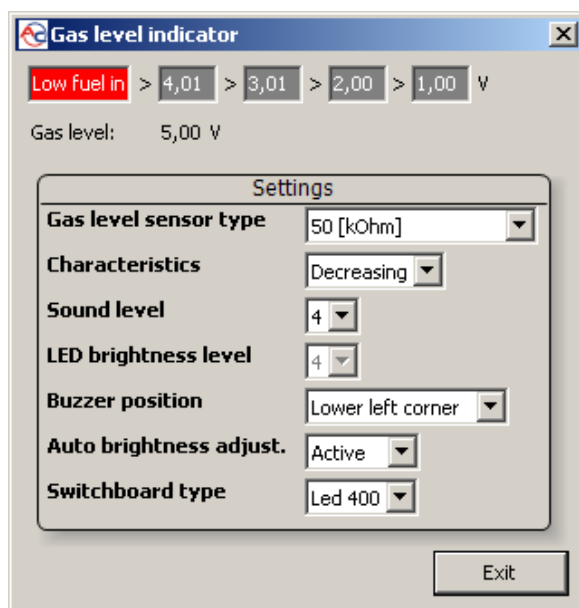 Gas level indicator
Low fuel in > 4,01 > 3,01 > 2,00 > 1,00 V
Gas level: 5,00 V
Settings
Gas level sensor type 50 [kOhm]
Characteristics Decreasing
Sound level 4
LED brightness level 4
Buzzer position Lower left corner
Auto brightness adjust. Active
Switchboard type Led 400
Exit